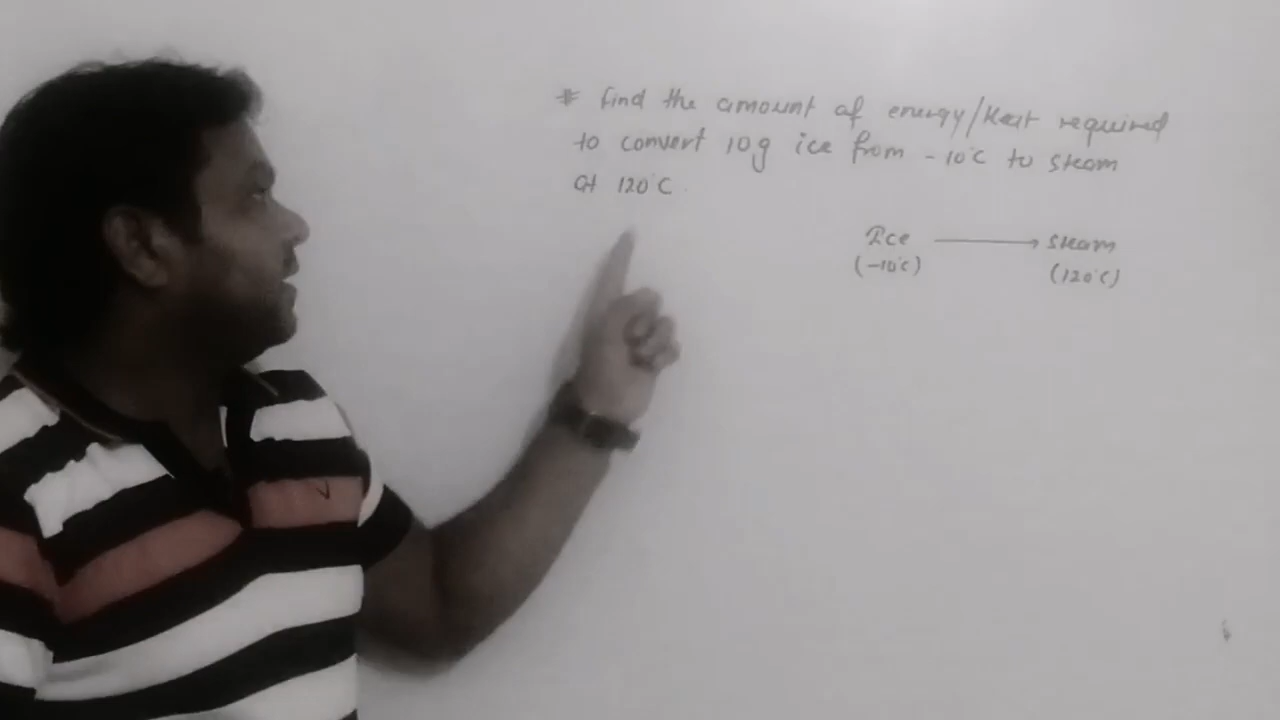 * Find the amount of energy/Heat required
to convert 10g ice from -10°C to steam
at 120°C.
Ice → steam
(-10°C) (120°C)